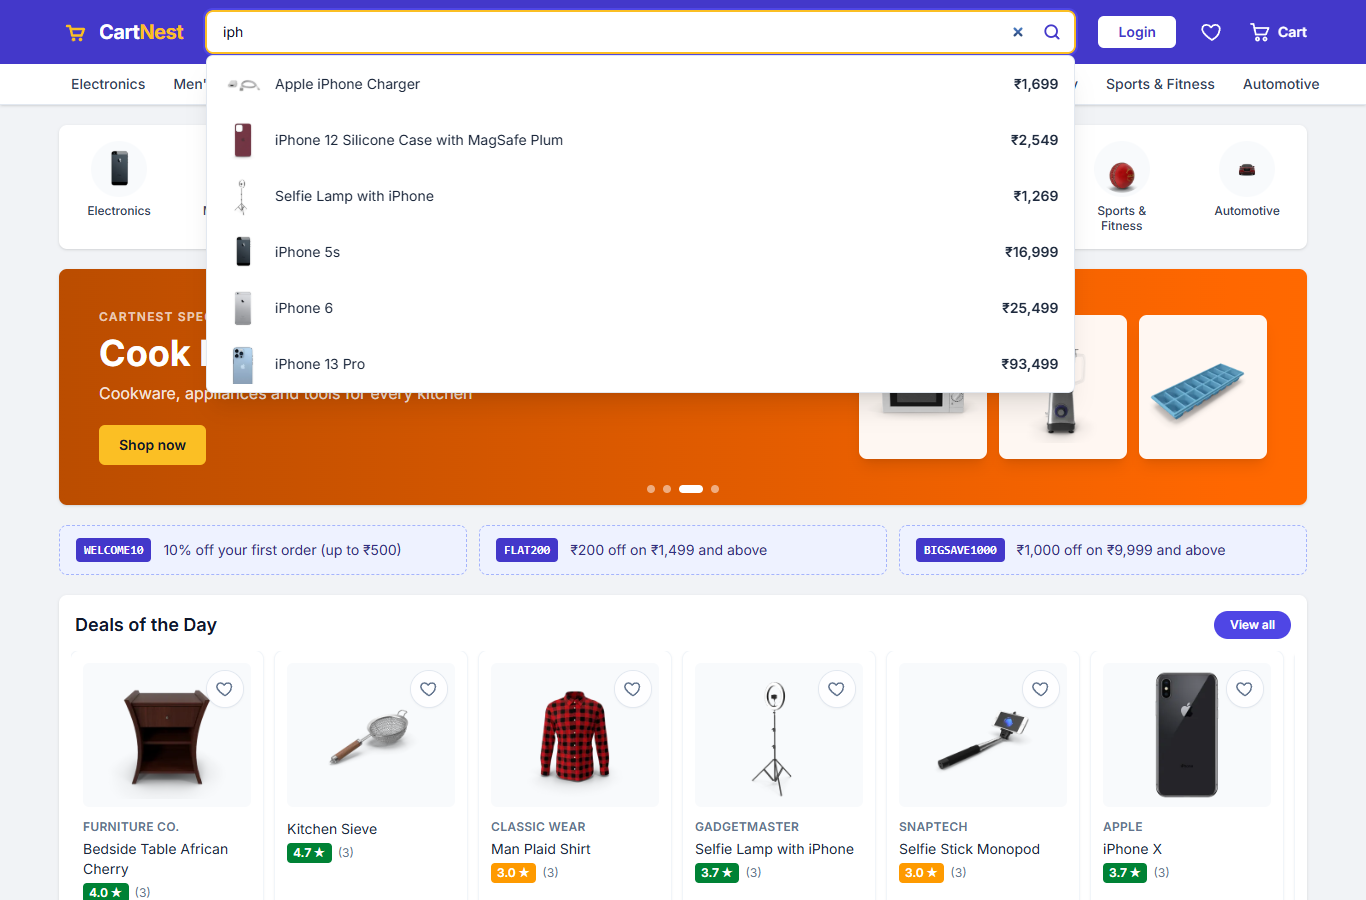 CartNest
iph
Login
Cart
Electronics
Men'
Sports & Fitness
Automotive
Apple iPhone Charger
₹1,699
iPhone 12 Silicone Case with MagSafe Plum
₹2,549
Selfie Lamp with iPhone
₹1,269
iPhone 5s
₹16,999
iPhone 6
₹25,499
iPhone 13 Pro
₹93,499
Electronics
Sports &
Fitness
Automotive
CARTNEST SPE
Cook
Cookware, appliances and tools for every kitchen
Shop now
WELCOME10
10% off your first order (up to ₹500)
FLAT200
₹200 off on ₹1,499 and above
BIGSAVE1000
₹1,000 off on ₹9,999 and above
Deals of the Day
View all
FURNITURE CO.
Bedside Table African
Cherry
4.0 ★ (3)
Kitchen Sieve
4.7 ★ (3)
CLASSIC WEAR
Man Plaid Shirt
3.0 ★ (3)
GADGETMASTER
Selfie Lamp with iPhone
3.7 ★ (3)
SNAPTECH
Selfie Stick Monopod
3.0 ★ (3)
APPLE
iPhone X
3.7 ★ (3)